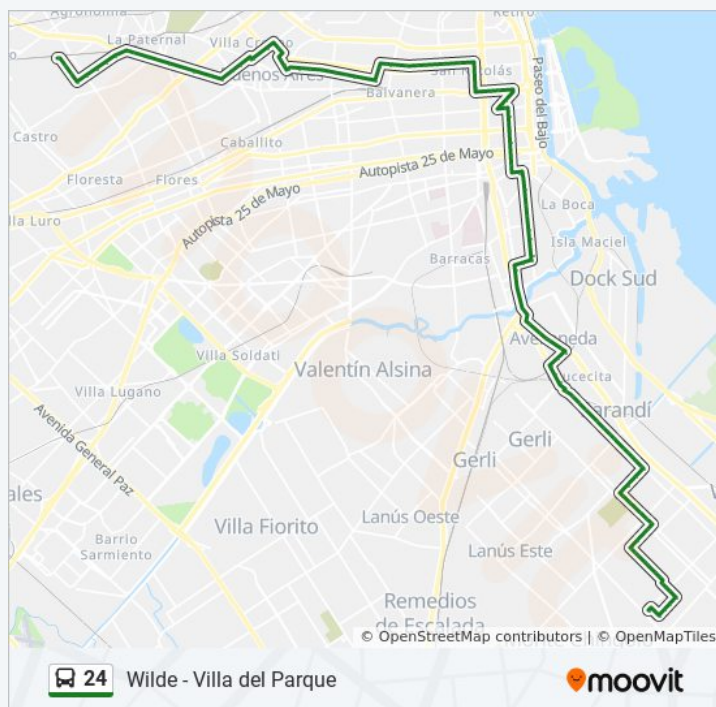 Agronomía
Retiro
La Paternal
Villa Crespo
Buenos Aires
San Nicolás
Balvanera
Paseo del Bajo
Castro
Caballito
Floresta
Flores
Autopista 25 de Mayo
Villa Luro
Autopista 25 de Mayo
La Boca
Isla Maciel
Barracas
Dock Sud
Avellaneda
Villa Soldati
Valentín Alsina
Crucecita
Villa Lugano
Sarandí
Avenida General Paz
Gerli
Gerli
ales
Villa Fiorito
Lanús Oeste
Barrio
Sarmiento
Lanús Este
Remedios
de Escalada
© OpenStreetMap contributors | © OpenMapTiles
24 Wilde - Villa del Parque
moovit